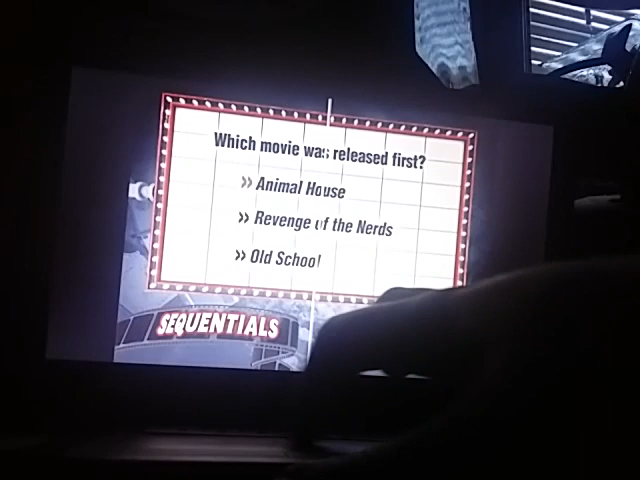 Which movie was released first?
» Animal House
» Revenge of the Nerds
» Old School
SEQUENTIALS